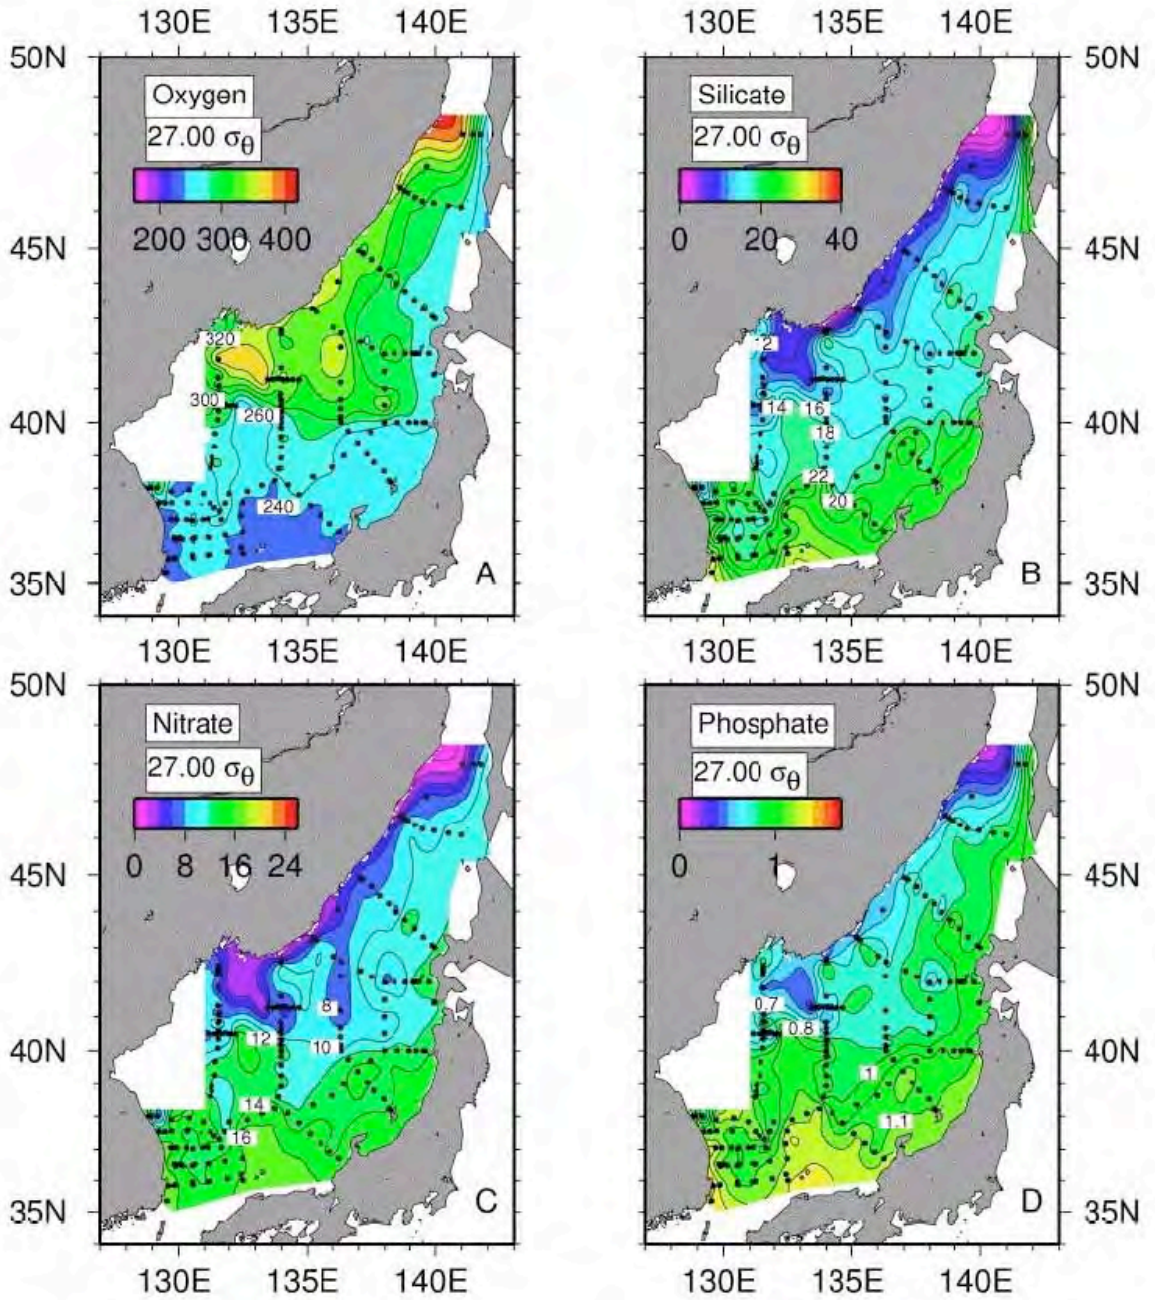 130E 135E 140E
130E 135E 140E
50N
50N
Oxygen
27.00 σθ
200 300 400
45N
320
300
260
40N
240
35N
A
Silicate
27.00 σθ
0 20 40
45N
2
14 16
18
40N
22
20
B
35N
130E 135E 140E
130E 135E 140E
50N
50N
Nitrate
27.00 σθ
0 8 16 24
45N
8
12
10
40N
14
16
35N
C
Phosphate
27.00 σθ
0 1
45N
0.7
0.8
40N
1
1.1
D
35N
130E 135E 140E
130E 135E 140E